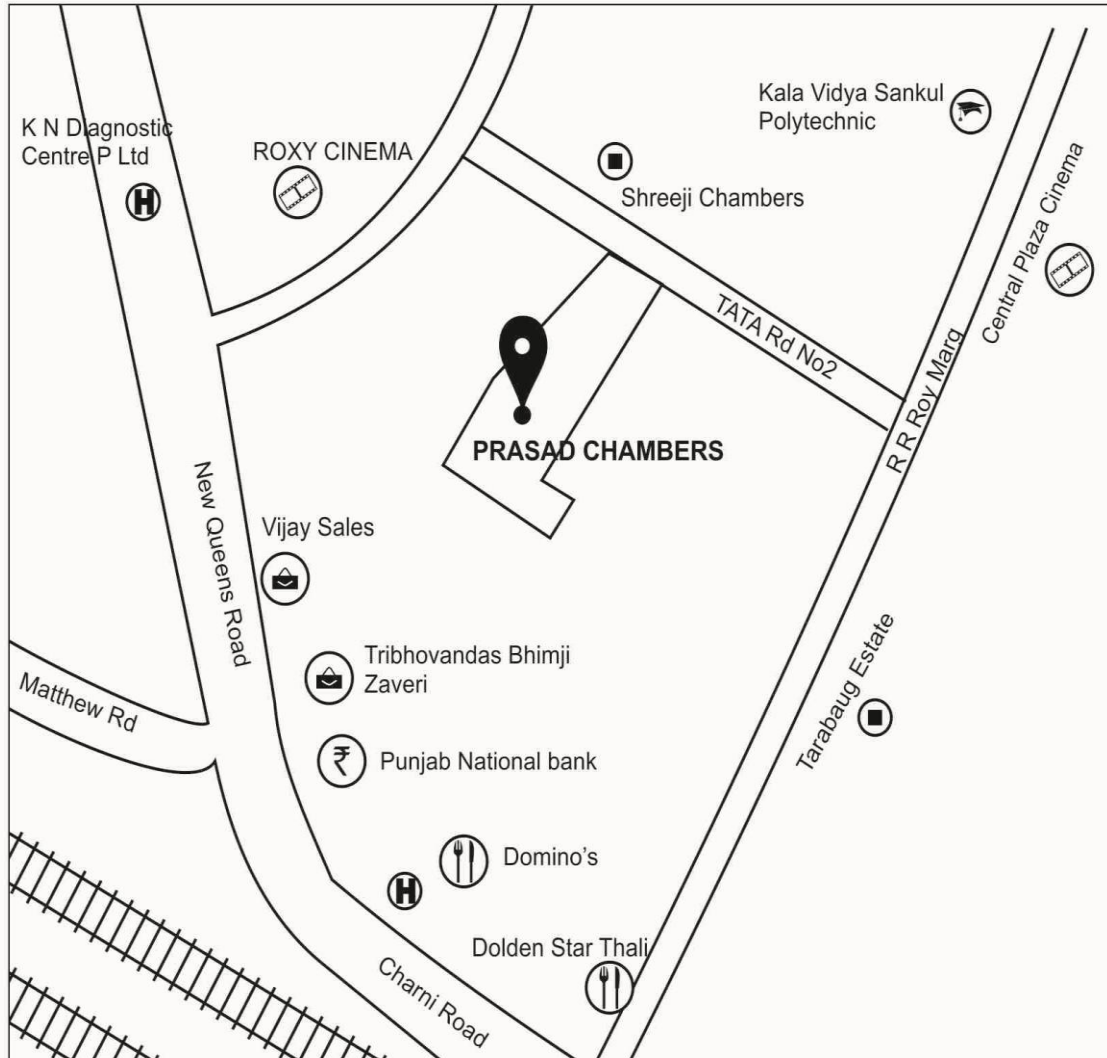 Kala Vidya Sankul
Polytechnic
K N Diagnostic
Centre P Ltd
ROXY CINEMA
Shreeji Chambers
Central Plaza Cinema
TATA Rd No2
R R Roy Marg
PRASAD CHAMBERS
New Queens Road
Vijay Sales
Tribhovandas Bhimji
Zaveri
Matthew Rd
Tarabaug Estate
₹
Punjab National bank
Domino's
H
H
Dolden Star Thali
Charni Road